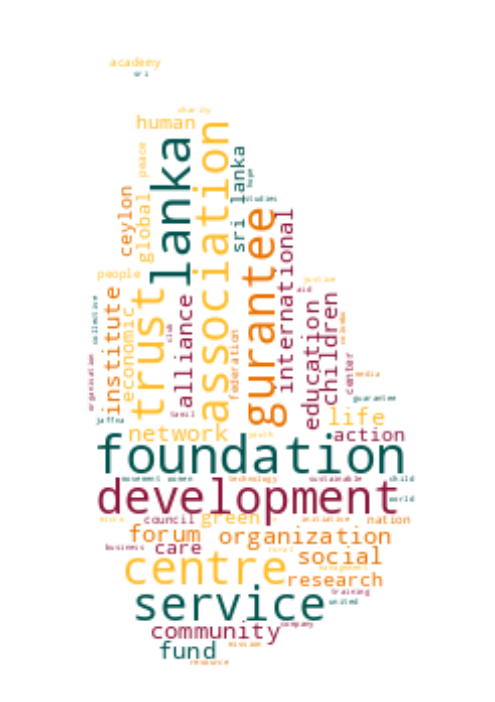 academy
sri
charity
human
lanka
association
peace
sri lanka
hope
studies
ceylon
global
gurantee
international
people
justice
aid
trust
institute
economic
alliance
children
education
collective
club
federation
center
media
organisation
guarantee
tamil
life
jaffna
network
youth
action
foundation
movement
women
technology
sustainable
child
development
world
micro
council
green
initiative
nation
forum
organization
business
care
rural
social
centre
management
research
training
service
united
community
company
fund
mission
resource